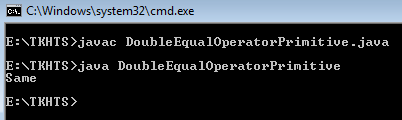 C:\Windows\system32\cmd.exe
E:\TKHTS>javac DoubleEqualOperatorPrimitive.java
E:\TKHTS>java DoubleEqualOperatorPrimitive
Same
E:\TKHTS>